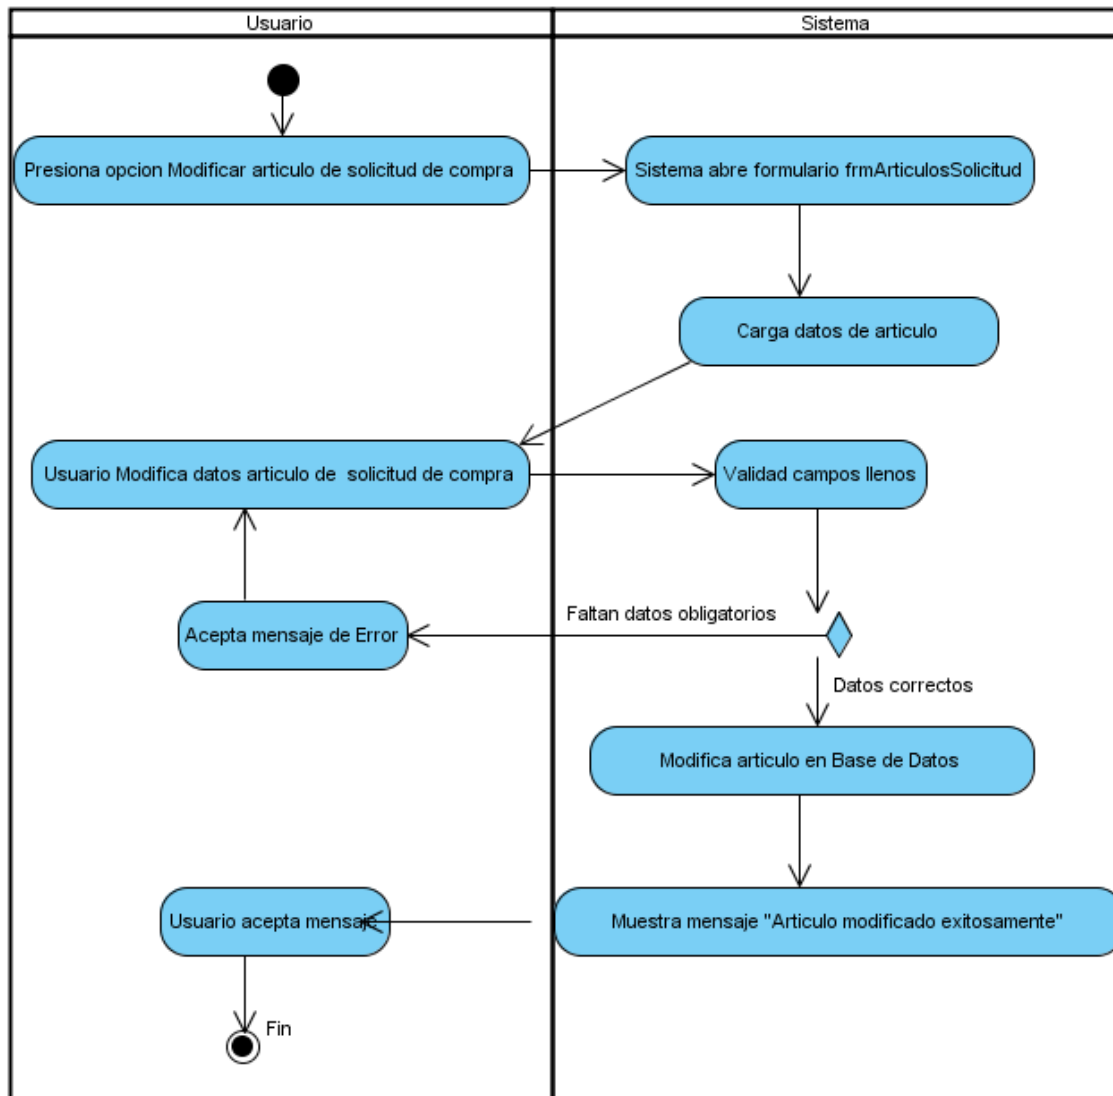 Usuario
Sistema
Presiona opcion Modificar articulo de solicitud de compra
Sistema abre formulario frmArticulosSolicitud
Carga datos de articulo
Usuario Modifica datos articulo de solicitud de compra
Validad campos llenos
Faltan datos obligatorios
Acepta mensaje de Error
Datos correctos
Modifica articulo en Base de Datos
Usuario acepta mensaje
Muestra mensaje "Articulo modificado exitosamente"
Fin